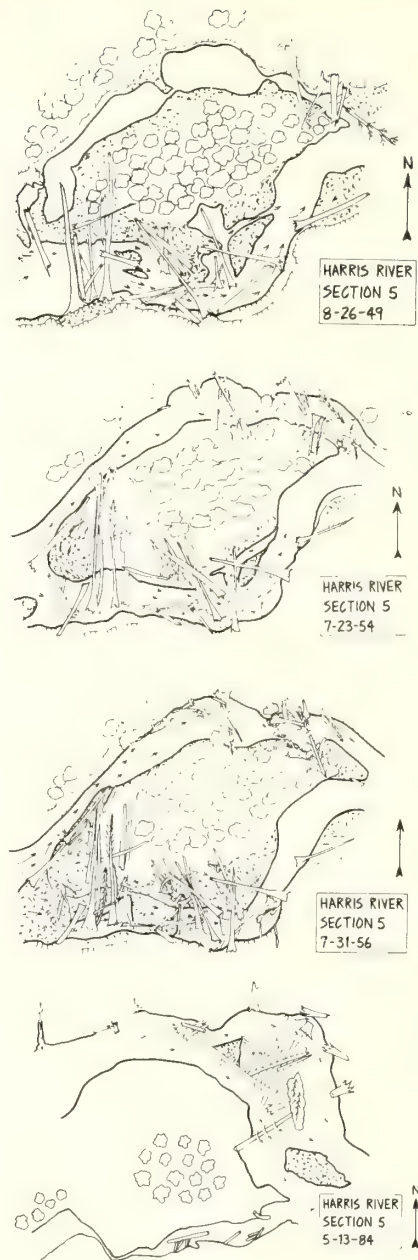 N
HARRIS RIVER
SECTION 5
8-26-49
N
HARRIS RIVER
SECTION 5
7-23-54
HARRIS RIVER
SECTION 5
7-31-56
N
HARRIS RIVER
SECTION 5
5-13-84